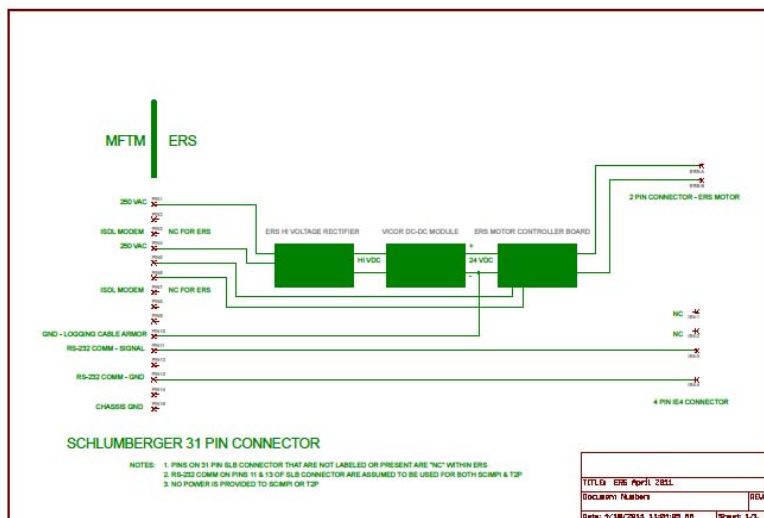 MFTM ERS
250 VAC
ISOL MODEM NC FOR ERS
250 VAC
ISOL MODEM NC FOR ERS
GND - LOGGING CABLE ARMOR
RS-232 COMM - SIGNAL
RS-232 COMM - GND
CHASSIS GND
ERS HI VOLTAGE RECTIFIER VICOR DC-DC MODULE ERS MOTOR CONTROLLER BOARD
HI VDC
+
24 VDC
-
2 PIN CONNECTOR - ERS MOTOR
NC
NC
4 PIN IE4 CONNECTOR
SCHLUMBERGER 31 PIN CONNECTOR
NOTES: 1. PINS ON 31 PIN SLB CONNECTOR THAT ARE NOT LABELED OR PRESENT ARE "NC" WITHIN ERS
2. RS-232 COMM ON PINS 11 & 13 OF SLB CONNECTOR ARE ASSUMED TO BE USED FOR BOTH SCIMPI & T2P
3. NO POWER IS PROVIDED TO SCIMPI OR T2P
TITLE: ERS April 2011
Document Number:
REV
Date: Sheet: 1/1